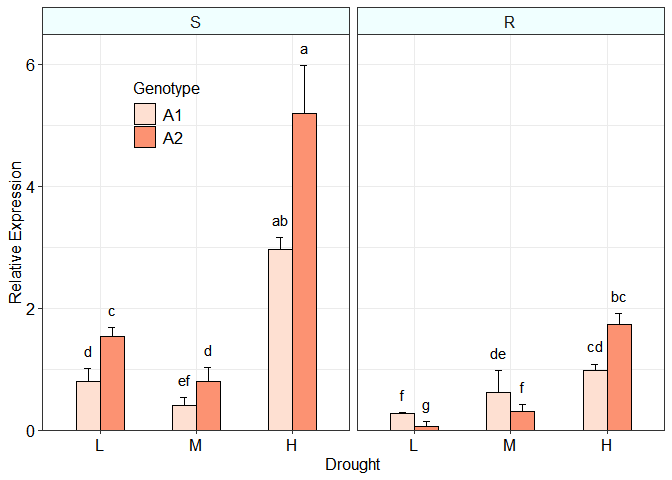 S R
Genotype
A1
A2
Relative Expression
6
4
2
0
d c ef d ab a
f g de f cd bc
L M H L M H
Drought